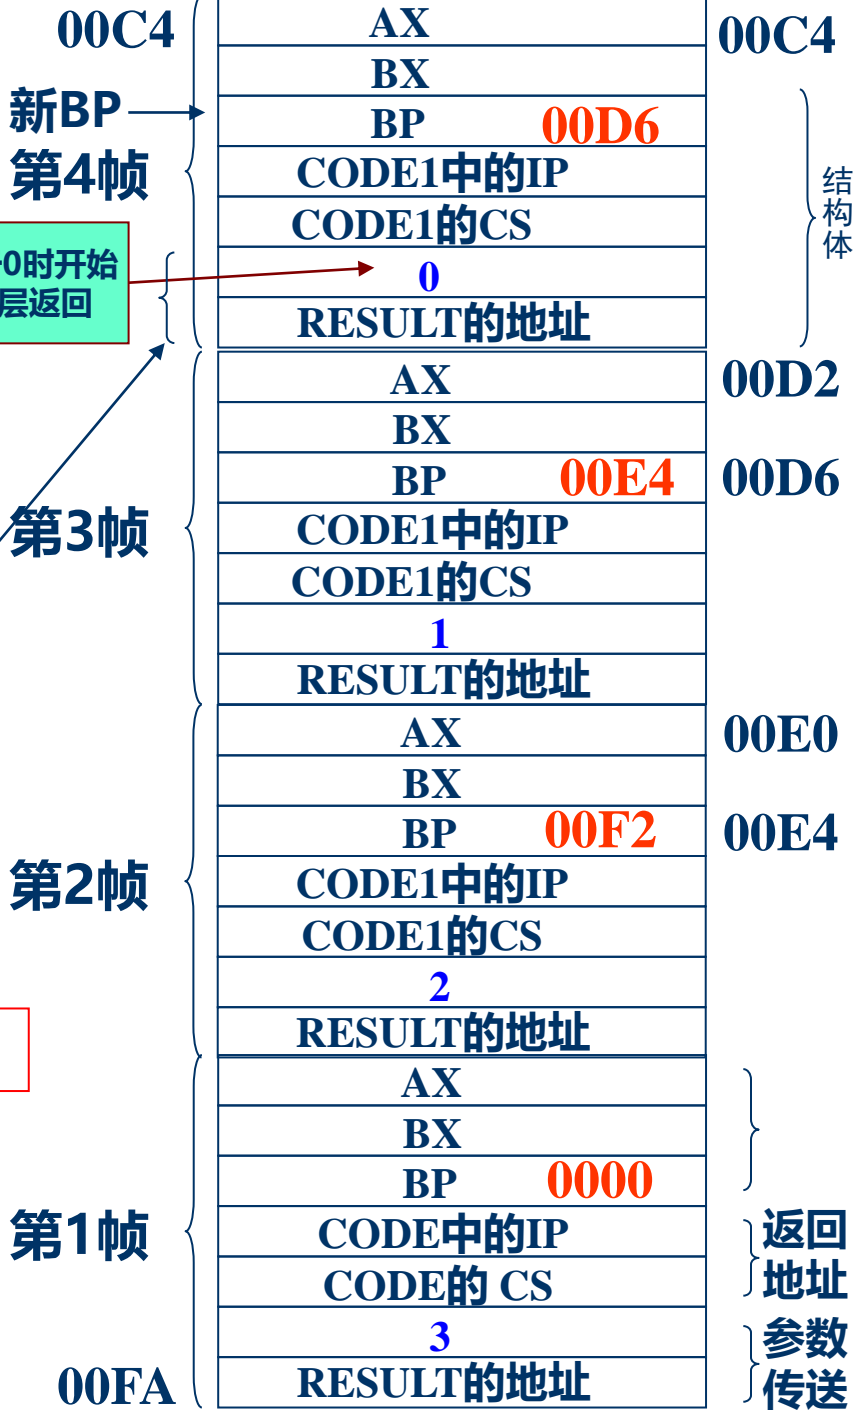 00C4 AX 00C4
BX
新BP BP 00D6
第4帧 CODE1中的IP
CODE1的CS
结构体
0时开始
层返回
0
RESULT的地址
AX 00D2
BX
BP 00E4 00D6
第3帧 CODE1中的IP
CODE1的CS
1
RESULT的地址
AX 00E0
BX
BP 00F2 00E4
第2帧 CODE1中的IP
CODE1的CS
2
RESULT的地址
AX
BX
BP 0000
第1帧 CODE中的IP 返回
CODE的 CS 地址
3 参数
00FA RESULT的地址 传送